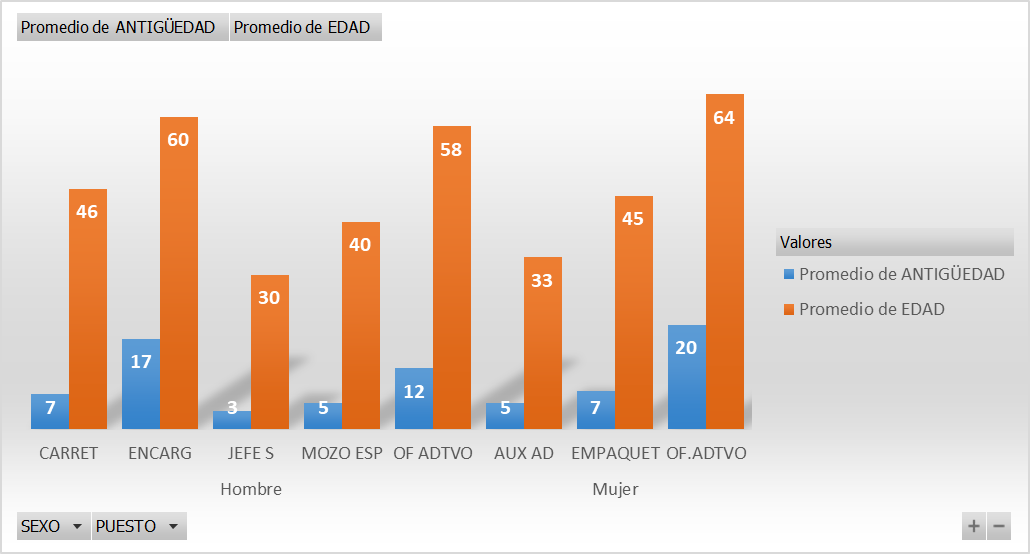 Promedio de ANTIGÜEDAD Promedio de EDAD
64
60
58
46
45
40
33
30
20
17
12
7
3
5
5
7
CARRET ENCARG JEFE S MOZO ESP OF ADTVO AUX AD EMPAQUET OF.ADTVO
Hombre Mujer
Valores
Promedio de ANTIGÜEDAD
Promedio de EDAD
SEXO PUESTO
+ −